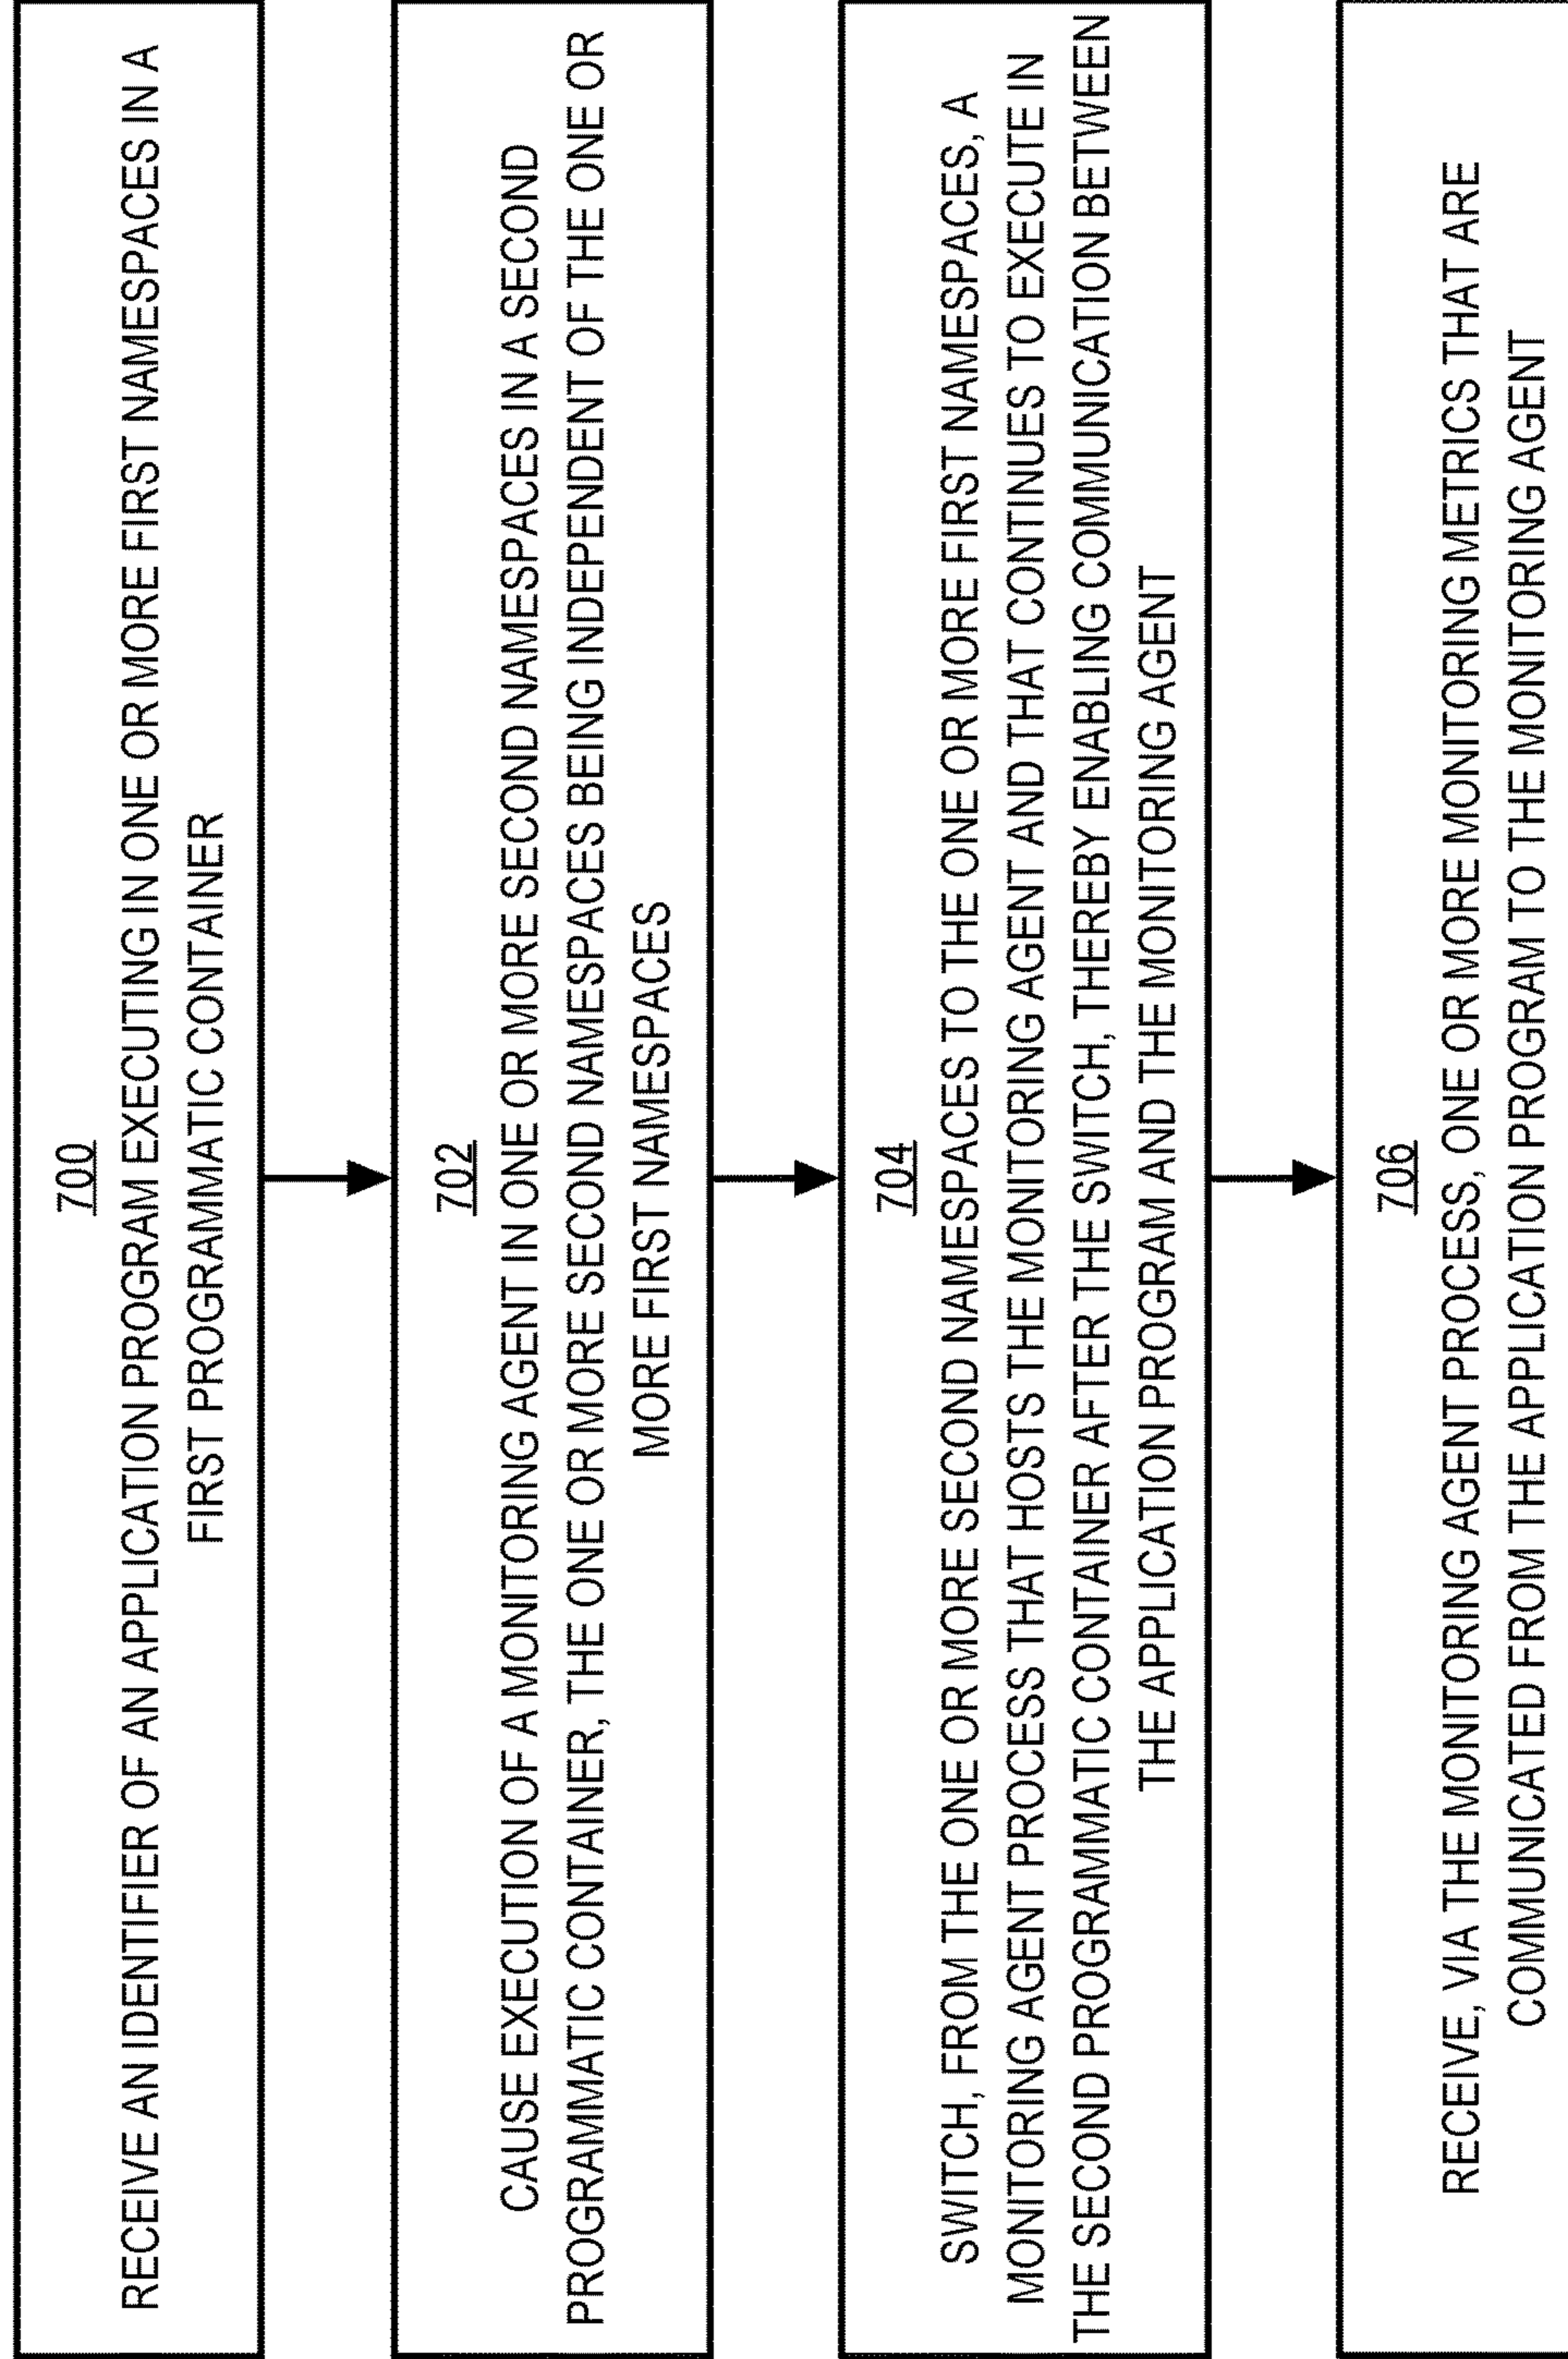 700
RECEIVE AN IDENTIFIER OF AN APPLICATION PROGRAM EXECUTING IN ONE OR MORE FIRST NAMESPACES IN A
FIRST PROGRAMMATIC CONTAINER
702
CAUSE EXECUTION OF A MONITORING AGENT IN ONE OR MORE SECOND NAMESPACES IN A SECOND
PROGRAMMATIC CONTAINER, THE ONE OR MORE SECOND NAMESPACES BEING INDEPENDENT OF THE ONE OR
MORE FIRST NAMESPACES
704
SWITCH, FROM THE ONE OR MORE SECOND NAMESPACES TO THE ONE OR MORE FIRST NAMESPACES, A
MONITORING AGENT PROCESS THAT HOSTS THE MONITORING AGENT AND THAT CONTINUES TO EXECUTE IN
THE SECOND PROGRAMMATIC CONTAINER AFTER THE SWITCH, THEREBY ENABLING COMMUNICATION BETWEEN
THE APPLICATION PROGRAM AND THE MONITORING AGENT
706
RECEIVE, VIA THE MONITORING AGENT PROCESS, ONE OR MORE MONITORING METRICS THAT ARE
COMMUNICATED FROM THE APPLICATION PROGRAM TO THE MONITORING AGENT